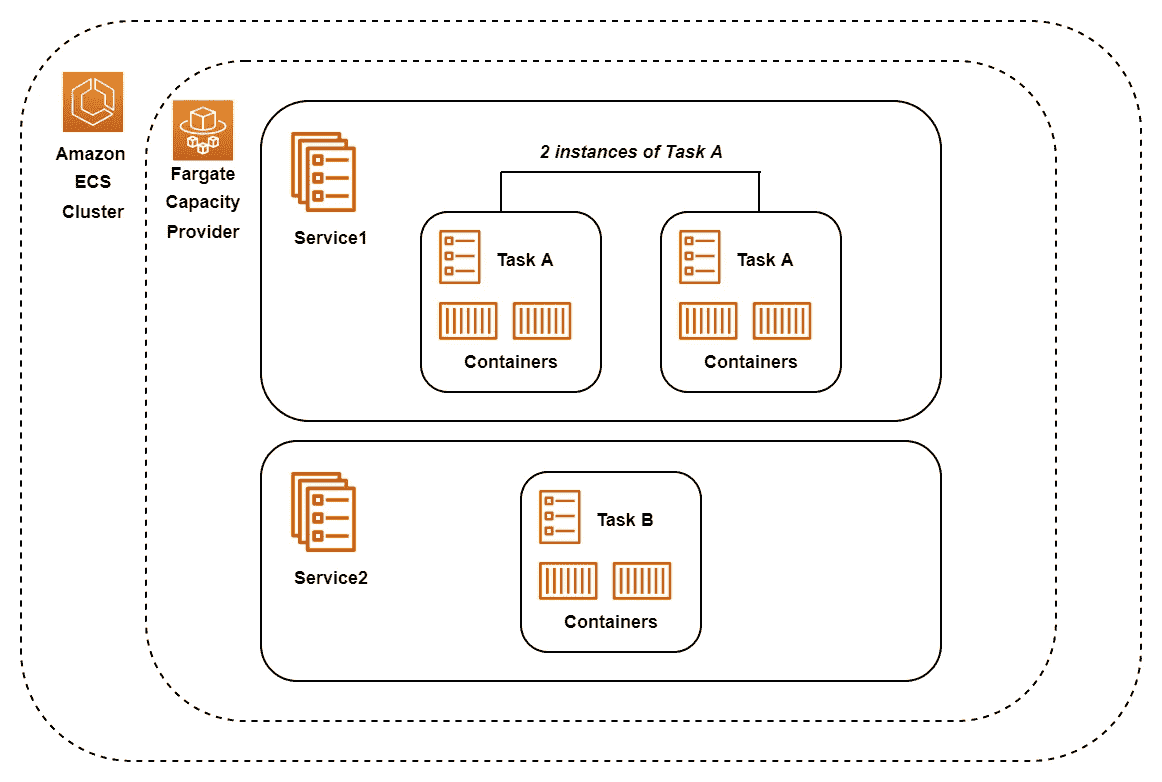 Amazon
ECS
Cluster
Fargate
Capacity
Provider
Service1
2 instances of Task A
Task A
Containers
Task A
Containers
Service2
Task B
Containers